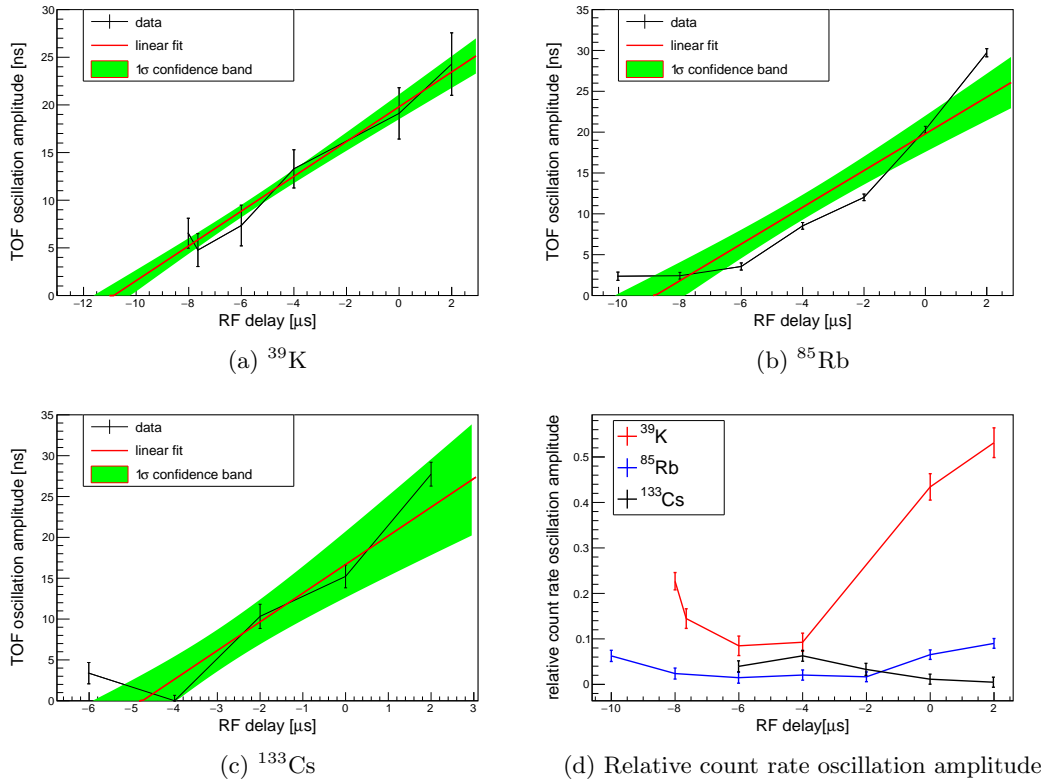 TOF oscillation amplitude [ns]
30
25
20
15
10
5
0
data
linear fit
1σ confidence band
−12 −10 −8 −6 −4 −2 0 2
RF delay [μs]
(a) ³⁹K
TOF oscillation amplitude [ns]
35
30
25
20
15
10
5
0
data
linear fit
1σ confidence band
−10 −8 −6 −4 −2 0 2
RF delay [μs]
(b) ⁸⁵Rb
TOF oscillation amplitude [ns]
35
30
25
20
15
10
5
0
data
linear fit
1σ confidence band
−6 −5 −4 −3 −2 −1 0 1 2 3
RF delay [μs]
(c) ¹³³Cs
relative count rate oscillation amplitude
0.5
0.4
0.3
0.2
0.1
0
³⁹K
⁸⁵Rb
¹³³Cs
−10 −8 −6 −4 −2 0 2
RF delay[μs]
(d) Relative count rate oscillation amplitude